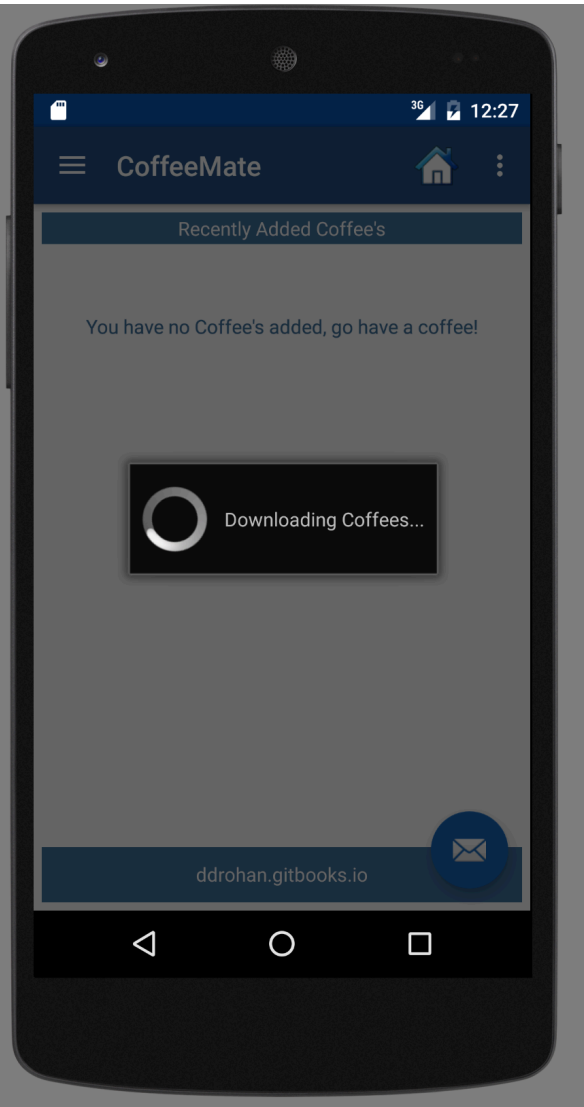 3G 12:27
CoffeeMate
Recently Added Coffee's
You have no Coffee's added, go have a coffee!
Downloading Coffees...
ddrohan.gitbooks.io